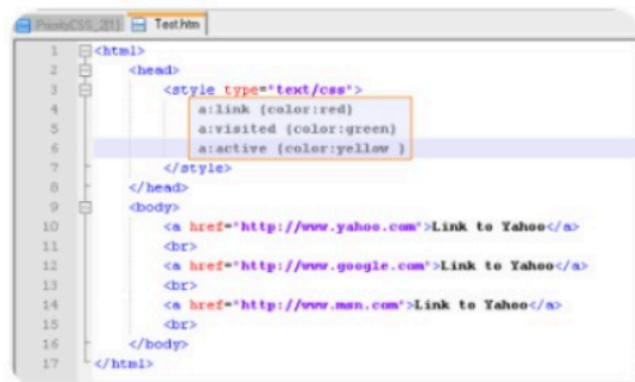 Test.htm
1 <html>
2 <head>
3 <style type="text/css">
4 a:link {color:red}
5 a:visited {color:green}
6 a:active {color:yellow }
7 </style>
8 </head>
9 <body>
10 <a href="http://www.yahoo.com">Link to Yahoo</a>
11 <br>
12 <a href="http://www.google.com">Link to Yahoo</a>
13 <br>
14 <a href="http://www.msn.com">Link to Yahoo</a>
15 <br>
16 </body>
17 </html>